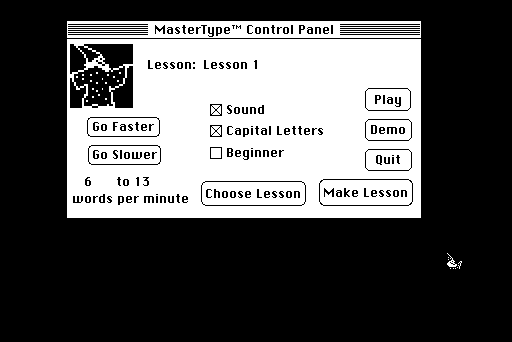 MasterType™ Control Panel
Lesson: Lesson 1
Sound
Capital Letters
Beginner
Play
Demo
Quit
Go Faster
Go Slower
6 to 13
words per minute
Choose Lesson
Make Lesson